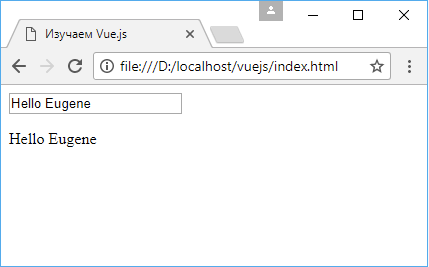 Изучаем Vue.js
file:///D:/localhost/vuejs/index.html
Hello Eugene
Hello Eugene